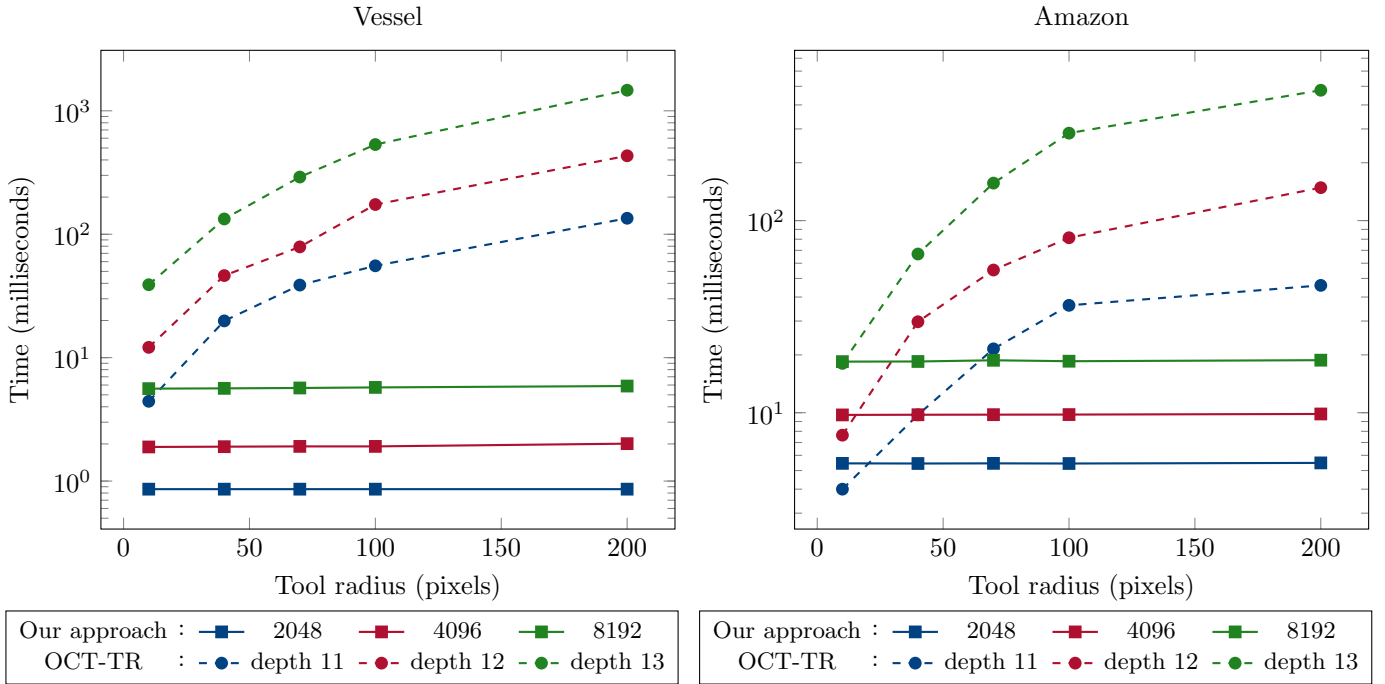 Vessel
10^3
10^2
10^1
10^0
Time (milliseconds)
0 50 100 150 200
Tool radius (pixels)
Our approach : 2048 4096 8192
OCT-TR : depth 11 depth 12 depth 13
Amazon
10^2
10^1
Time (milliseconds)
0 50 100 150 200
Tool radius (pixels)
Our approach : 2048 4096 8192
OCT-TR : depth 11 depth 12 depth 13